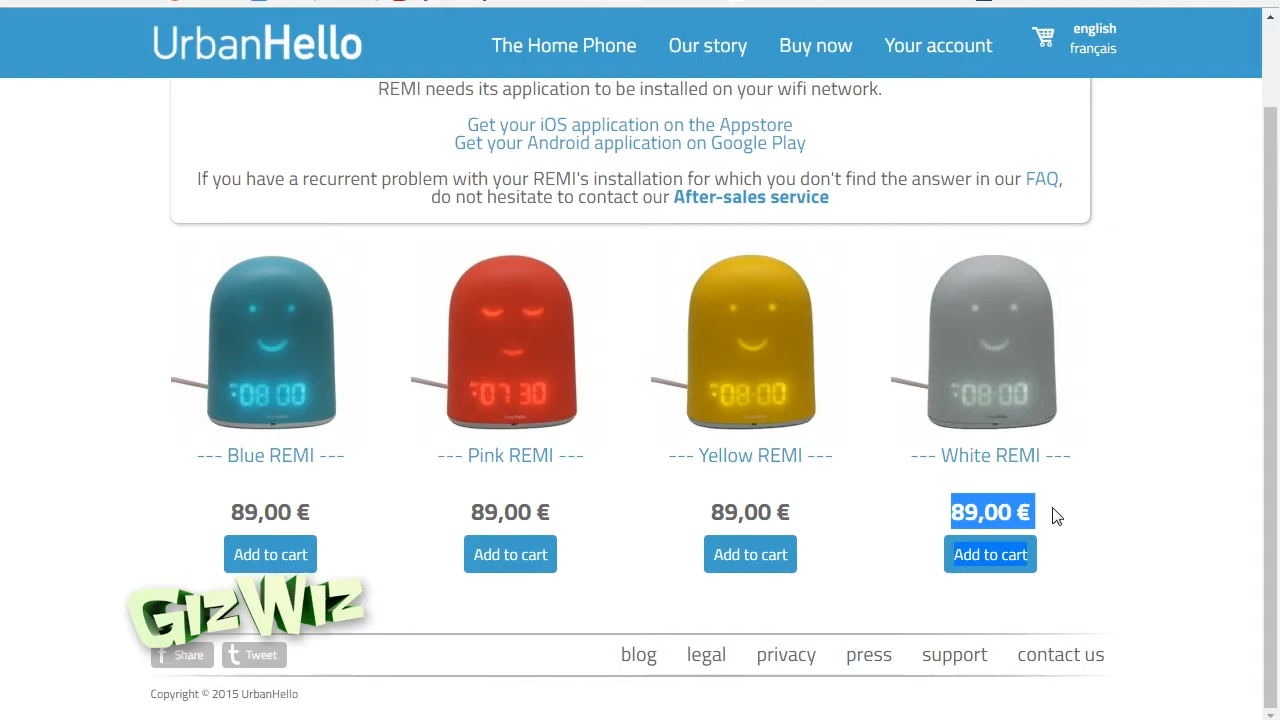 UrbanHello
The Home Phone
Our story
Buy now
Your account
english
français
REMI needs its application to be installed on your wifi network.
Get your iOS application on the Appstore
Get your Android application on Google Play
If you have a recurrent problem with your REMI's installation for which you don't find the answer in our FAQ,
do not hesitate to contact our After-sales service
08:00
07 30
08:00
08:00
--- Blue REMI ---
--- Pink REMI ---
--- Yellow REMI ---
--- White REMI ---
89,00 €
89,00 €
89,00 €
89,00 €
Add to cart
Add to cart
Add to cart
Add to cart
GizWiz
Share
Tweet
blog
legal
privacy
press
support
contact us
Copyright © 2015 UrbanHello